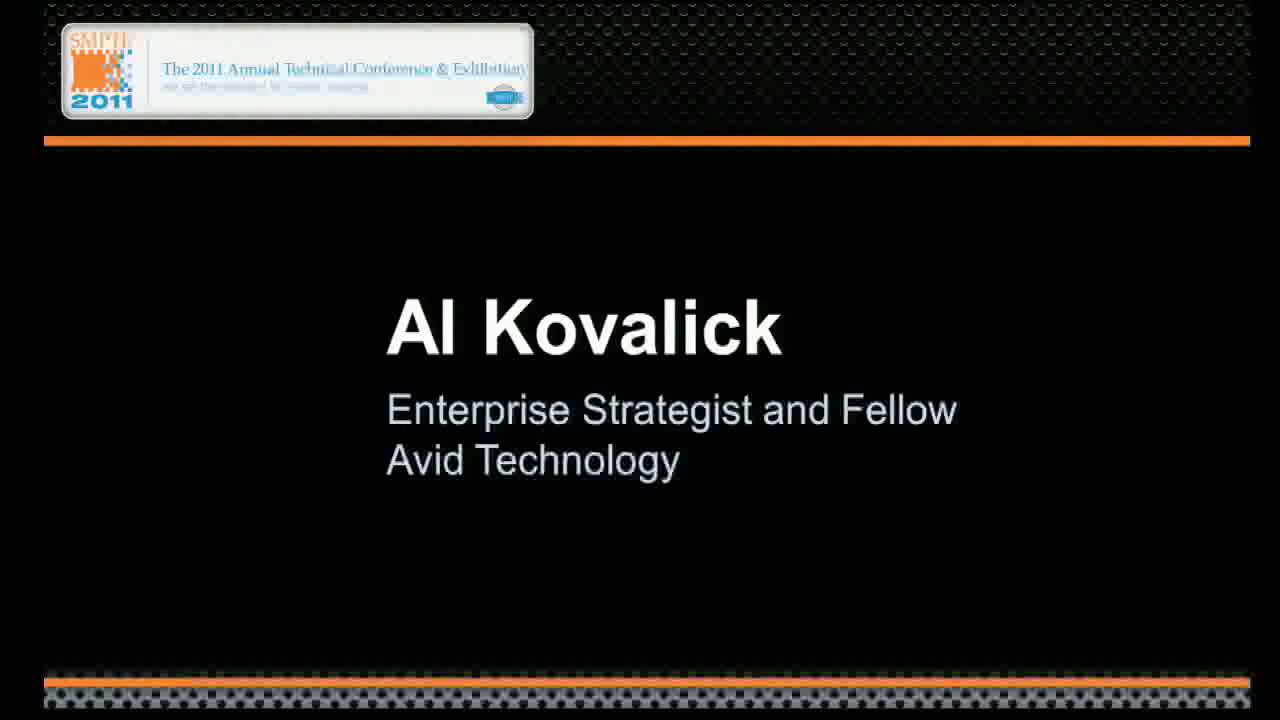 SMPTE
2011
The 2011 Annual Technical Conference & Exhibition
Al Kovalick
Enterprise Strategist and Fellow
Avid Technology